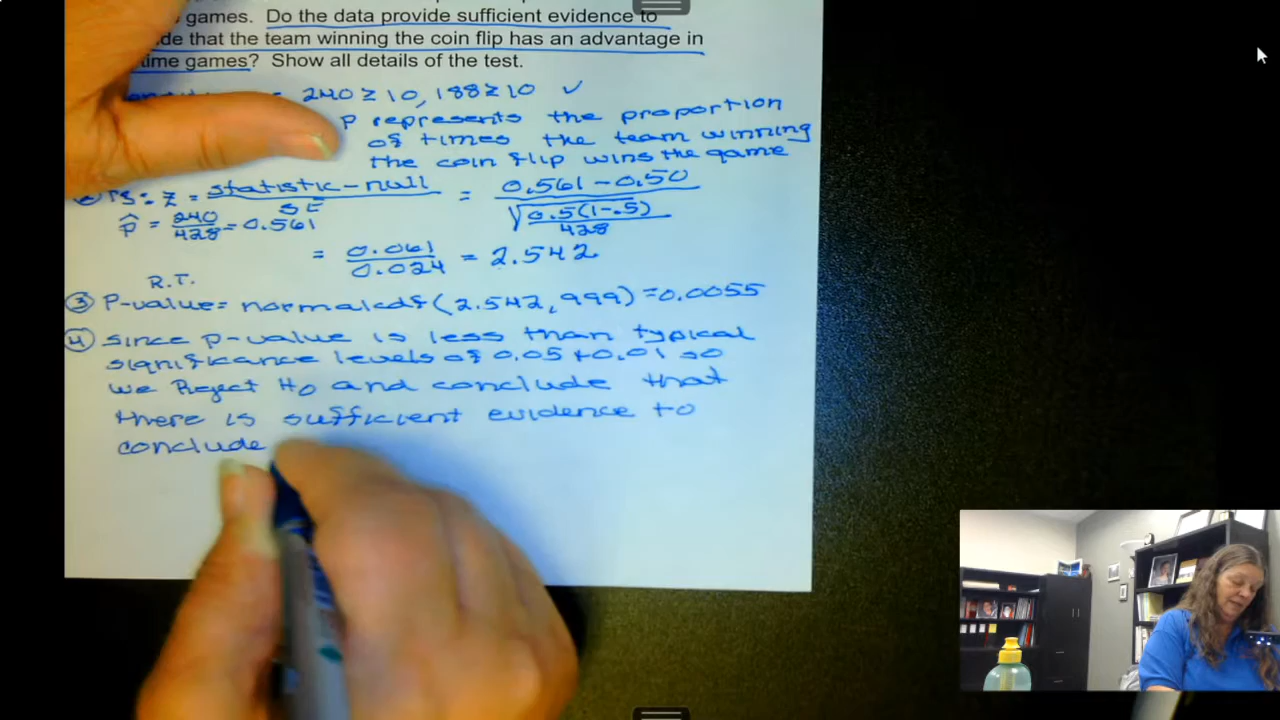 games. Do the data provide sufficient evidence to
de that the team winning the coin flip has an advantage in
time games? Show all details of the test.
240 ≥ 10, 188 ≥ 10 ✓
P represents the proportion
of times the team winning
the coin flip wins the game
② TS: z = statistic-null / SE = 0.561 - 0.50 / √0.5(1-.5)/428
p̂ = 240/428 = 0.561
= 0.061/0.024 = 2.542
R.T.
③ P-value = normalcdf(2.542, 999) = 0.0055
④ since p-value is less than typical
significance levels of 0.05 + 0.01 so
we Reject H₀ and conclude that
there is sufficient evidence to
conclude